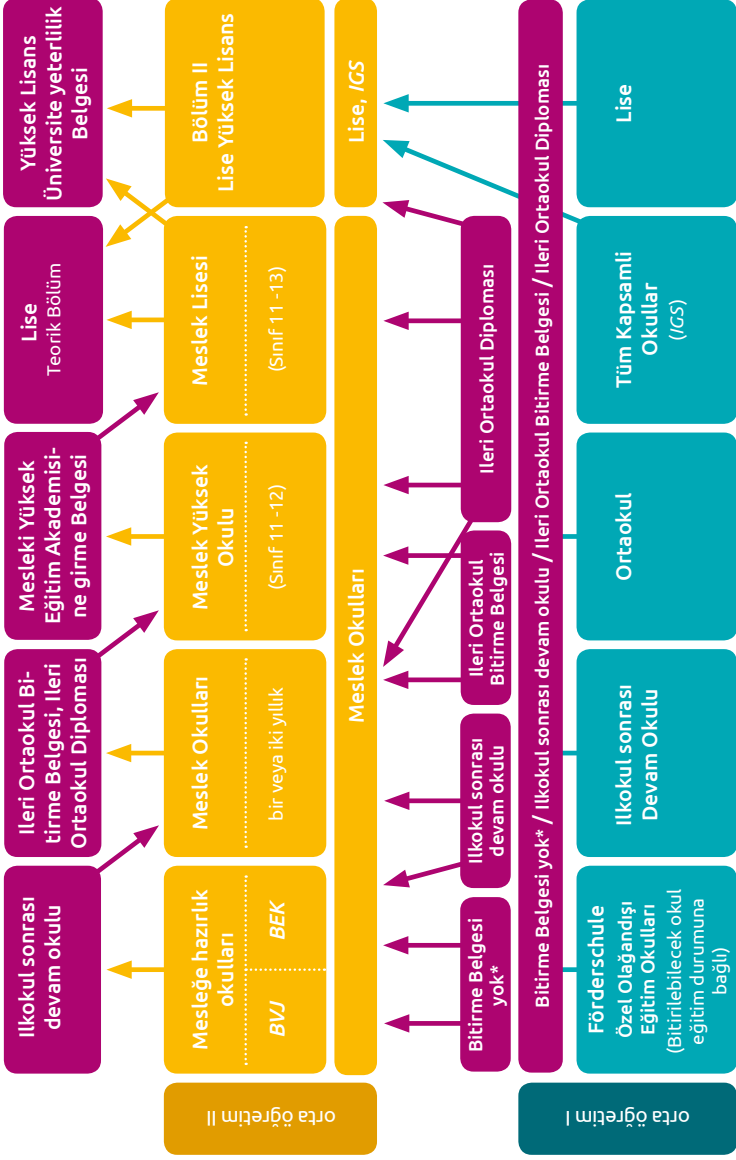 Yüksek Lisans
Üniversite yeterlilik
Belgesi
Lise
Teorik Bölüm
Mesleki Yüksek
Eğitim Akademisi-
ne girme Belgesi
Ileri Ortaokul Bi-
tirme Belgesi, Ileri
Ortaokul Diploması
Ilkokul sonrası
devam okulu
Bölüm II
Lise Yüksek Lisans
Meslek Lisesi
(Sınıf 11 -13)
Meslek Yüksek
Okulu
(Sınıf 11 -12)
Meslek Okulları
bir veya iki yıllık
Mesleğe hazırlık
okulları
BVJ
BEK
orta öğretim II
Lise, IGS
Meslek Okulları
Ileri Ortaokul Diploması
Ileri Ortaokul
Bitirme Belgesi
Ilkokul sonrası
devam okulu
Bitirme Belgesi
yok*
Bitirme Belgesi yok* / Ilkokul sonrası devam okulu / Ileri Ortaokul Bitirme Belgesi / Ileri Ortaokul Diploması
Lise
Tüm Kapsamli
Okullar
(IGS)
Ortaokul
Ilkokul sonrası
Devam Okulu
Förderschule
Özel Olağandışı
Eğitim Okulları
(Bitirilebilecek okul
eğitim durumuna
bağlı)
orta öğretim I